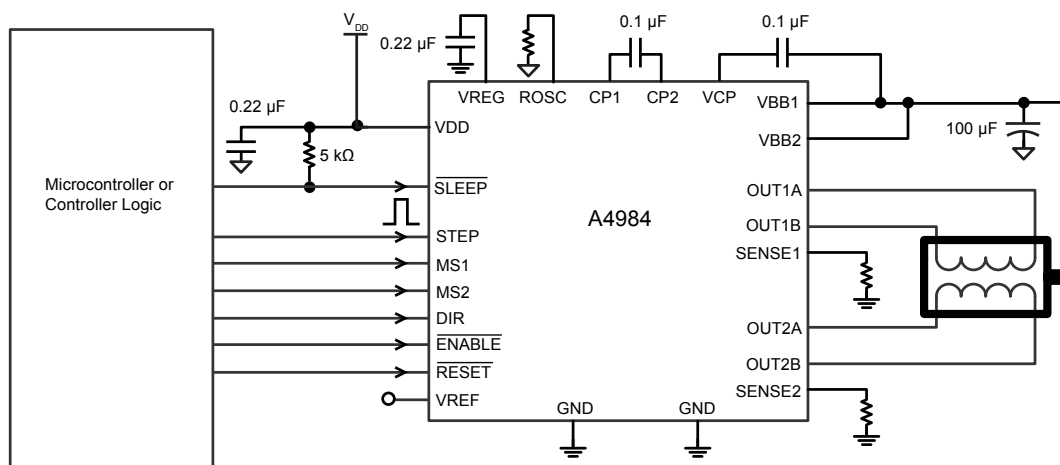 Microcontroller or
Controller Logic
0.22 µF
V_DD
5 kΩ
0.22 µF
0.1 µF
0.1 µF
100 µF
A4984
VREG
ROSC
CP1
CP2
VCP
VDD
SLEEP
STEP
MS1
MS2
DIR
ENABLE
RESET
VREF
GND
GND
VBB1
VBB2
OUT1A
OUT1B
SENSE1
OUT2A
OUT2B
SENSE2